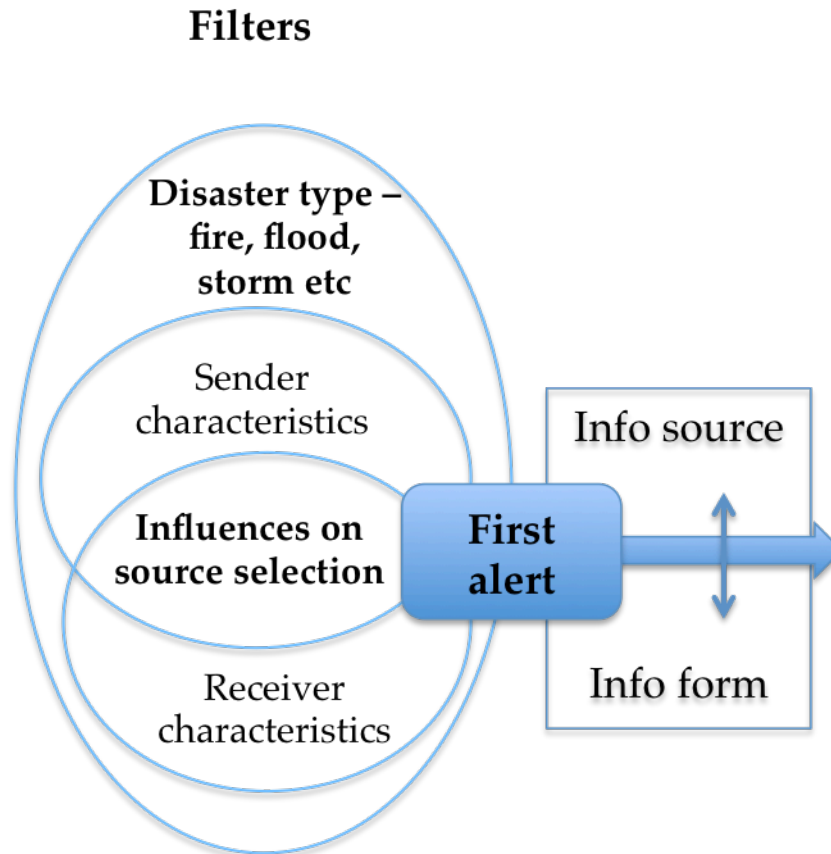 Filters
Disaster type –
fire, flood,
storm etc
Sender
characteristics
Influences on
source selection
Receiver
characteristics
First
alert
Info source
Info form